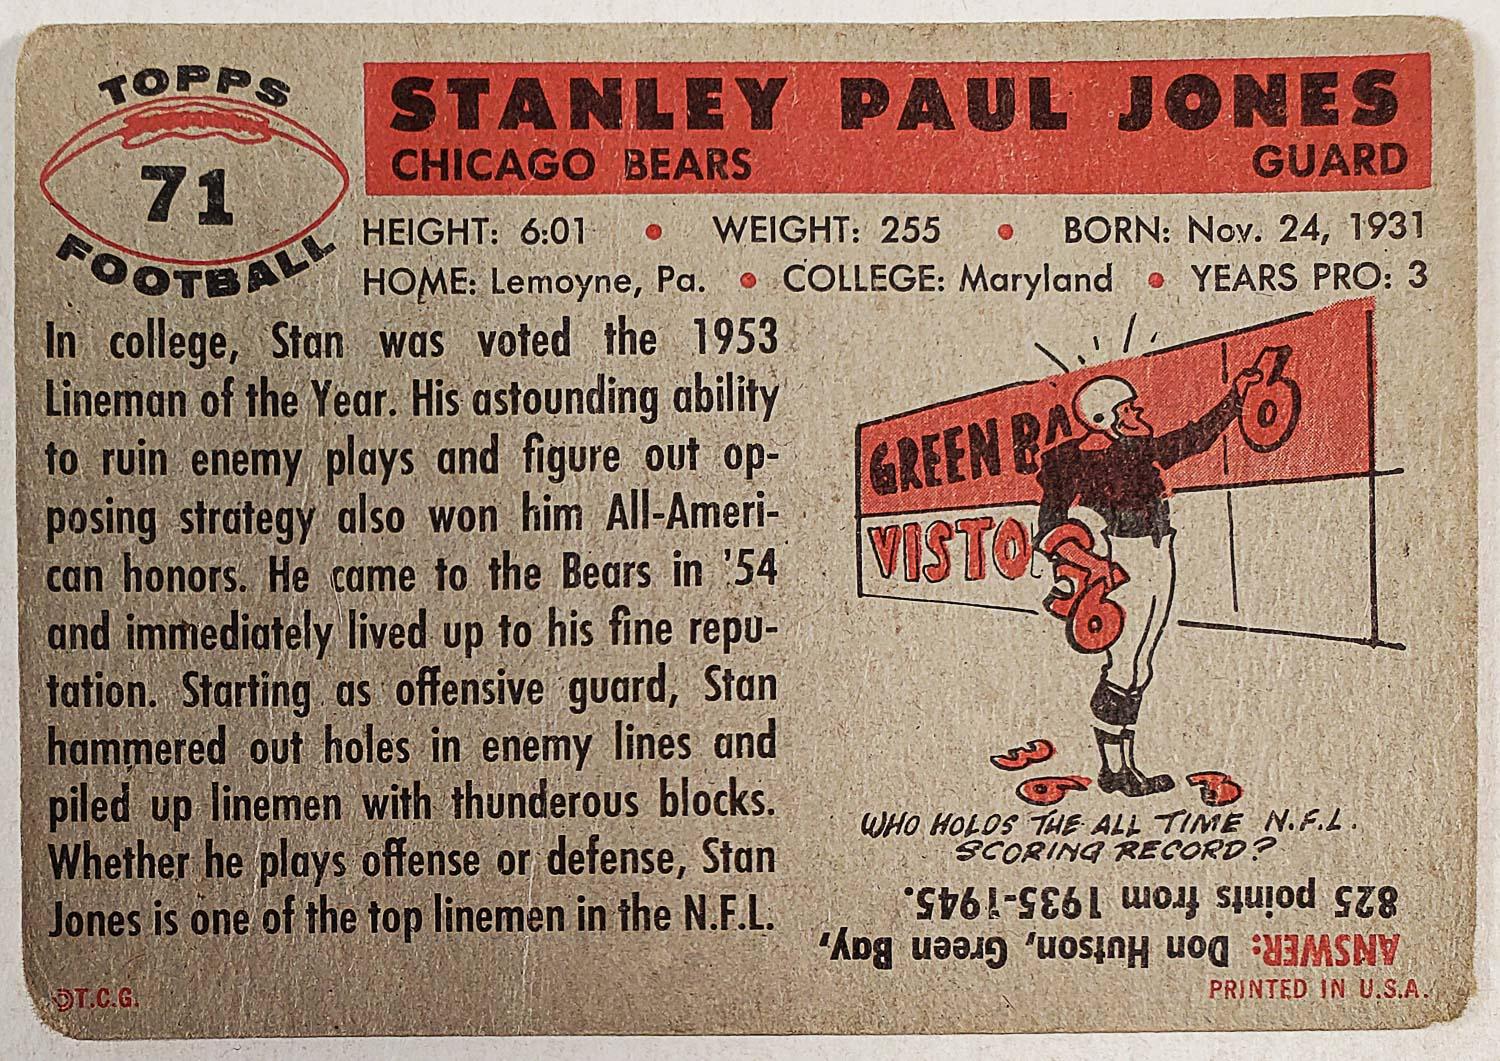 TOPPS
71
FOOTBALL
STANLEY PAUL JONES
CHICAGO BEARS GUARD
HEIGHT: 6:01 • WEIGHT: 255 • BORN: Nov. 24, 1931
HOME: Lemoyne, Pa. • COLLEGE: Maryland • YEARS PRO: 3
In college, Stan was voted the 1953
Lineman of the Year. His astounding ability
to ruin enemy plays and figure out op-
posing strategy also won him All-Ameri-
can honors. He came to the Bears in '54
and immediately lived up to his fine repu-
tation. Starting as offensive guard, Stan
hammered out holes in enemy lines and
piled up linemen with thunderous blocks.
Whether he plays offense or defense, Stan
Jones is one of the top linemen in the N.F.L.
©T.C.G.
GREEN BA 6
VISTO
6
3
6
WHO HOLDS THE ALL TIME N.F.L.
SCORING RECORD?
ANSWER: Don Hutson, Green Bay,
825 points from 1935-1945.
PRINTED IN U.S.A.